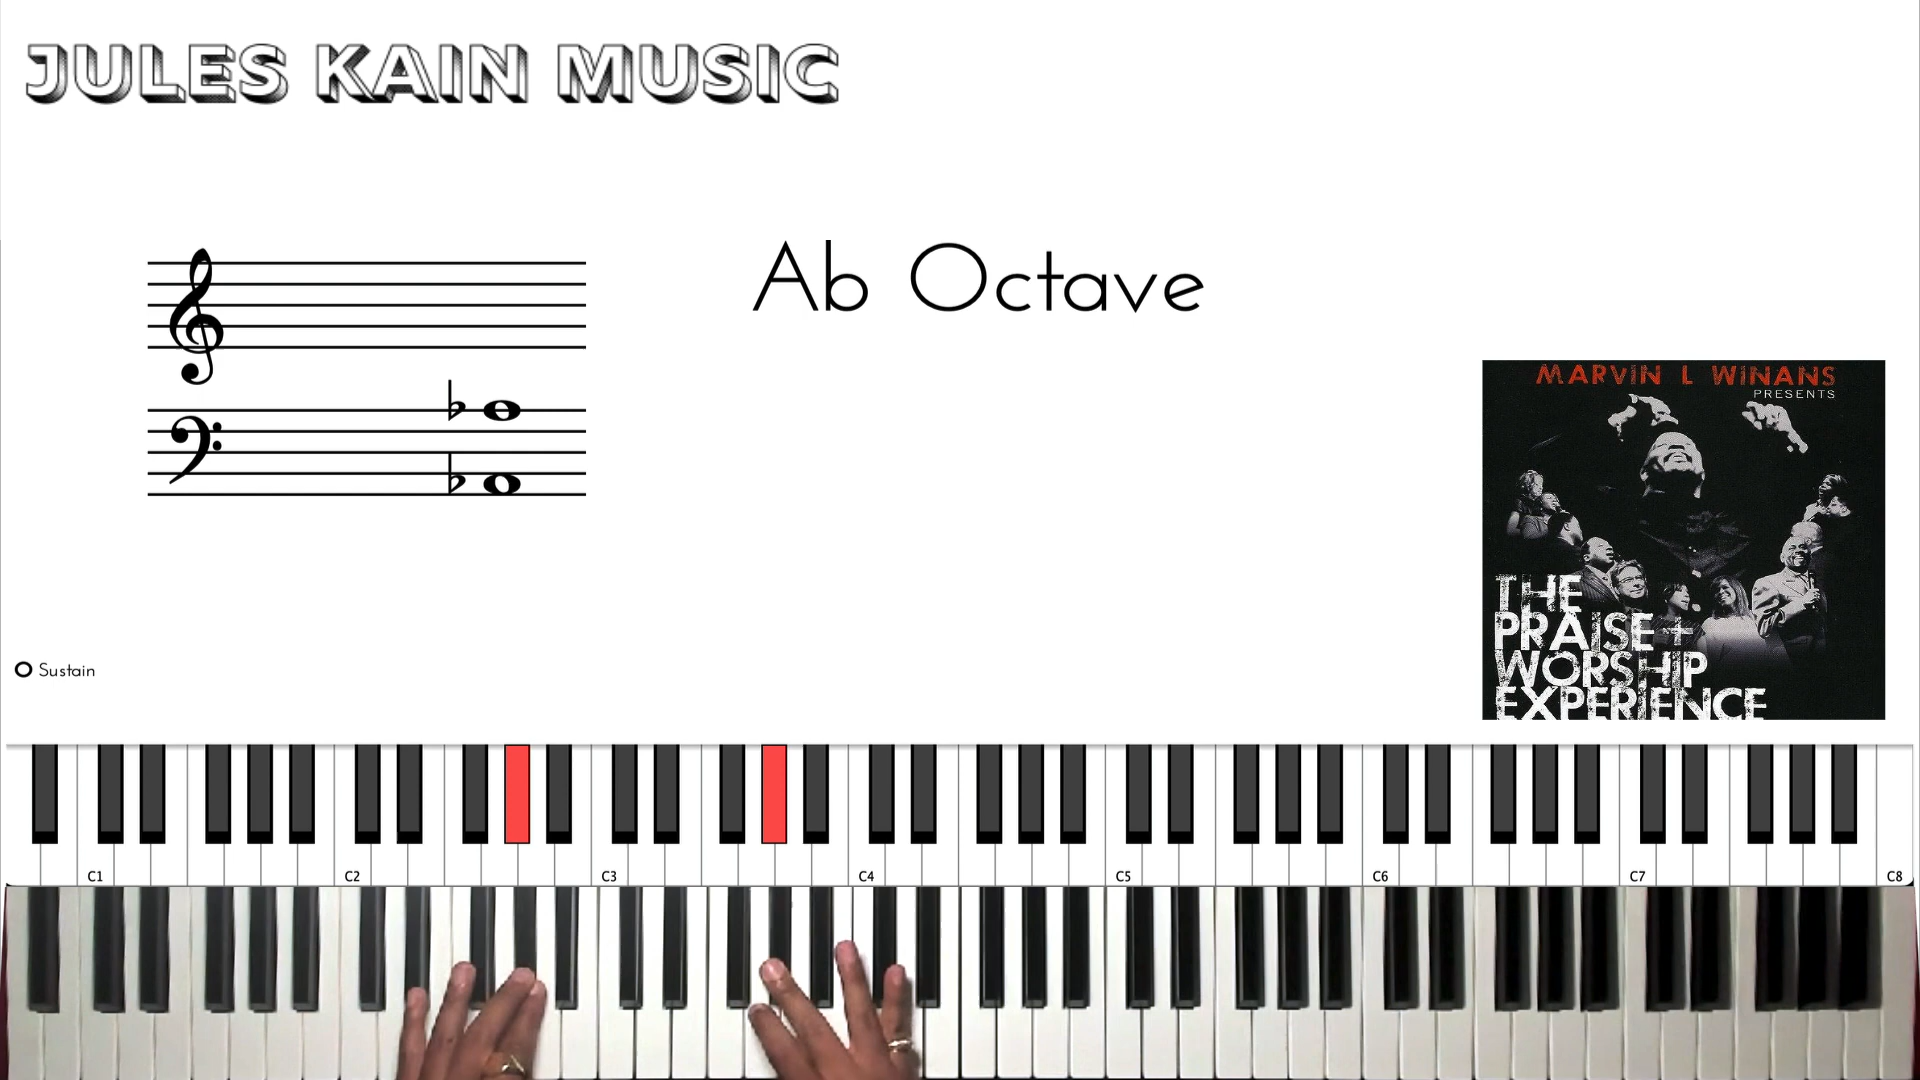 JULES KAIN MUSIC
Ab Octave
MARVIN L WINANS
PRESENTS
THE
PRAISE+
WORSHIP
EXPERIENCE
Sustain
C1 C2 C3 C4 C5 C6 C7 C8